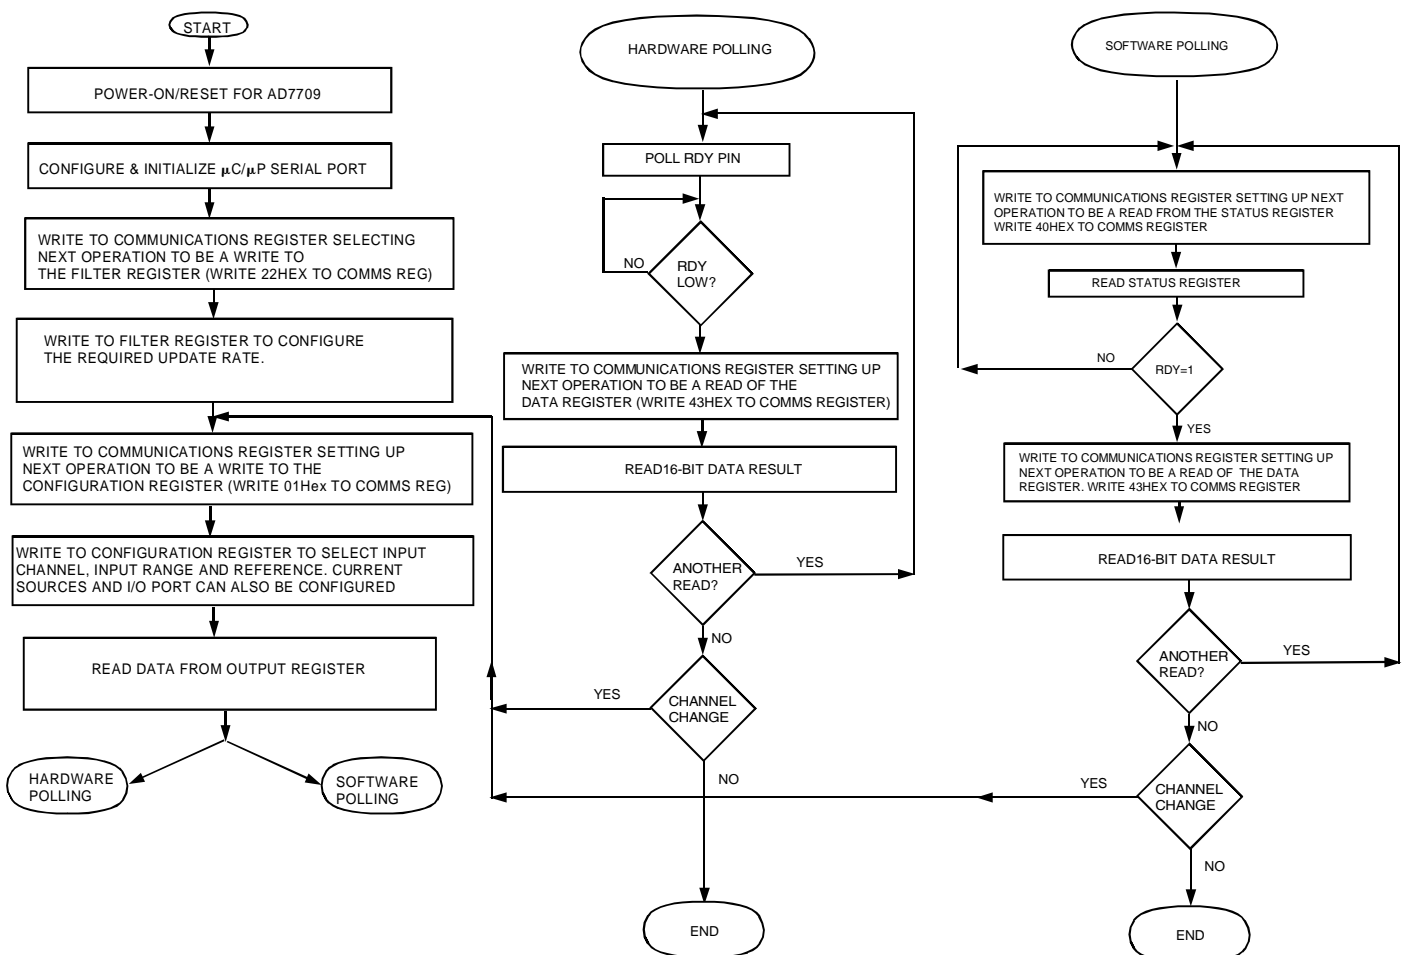 START
POWER-ON/RESET FOR AD7709
CONFIGURE & INITIALIZE µC/µP SERIAL PORT
WRITE TO COMMUNICATIONS REGISTER SELECTING
NEXT OPERATION TO BE A WRITE TO
THE FILTER REGISTER (WRITE 22HEX TO COMMS REG)
WRITE TO FILTER REGISTER TO CONFIGURE
THE REQUIRED UPDATE RATE.
WRITE TO COMMUNICATIONS REGISTER SETTING UP
NEXT OPERATION TO BE A WRITE TO THE
CONFIGURATION REGISTER (WRITE 01Hex TO COMMS REG)
WRITE TO CONFIGURATION REGISTER TO SELECT INPUT
CHANNEL, INPUT RANGE AND REFERENCE. CURRENT
SOURCES AND I/O PORT CAN ALSO BE CONFIGURED
READ DATA FROM OUTPUT REGISTER
HARDWARE
POLLING
SOFTWARE
POLLING
HARDWARE POLLING
POLL RDY PIN
RDY
LOW?
NO
WRITE TO COMMUNICATIONS REGISTER SETTING UP
NEXT OPERATION TO BE A READ OF THE
DATA REGISTER (WRITE 43HEX TO COMMS REGISTER)
READ16-BIT DATA RESULT
ANOTHER
READ?
YES
NO
CHANNEL
CHANGE
YES
NO
END
SOFTWARE POLLING
WRITE TO COMMUNICATIONS REGISTER SETTING UP NEXT
OPERATION TO BE A READ FROM THE STATUS REGISTER
WRITE 40HEX TO COMMS REGISTER
READ STATUS REGISTER
RDY=1
NO
YES
WRITE TO COMMUNICATIONS REGISTER SETTING UP
NEXT OPERATION TO BE A READ OF THE DATA
REGISTER. WRITE 43HEX TO COMMS REGISTER
READ16-BIT DATA RESULT
ANOTHER
READ?
YES
NO
CHANNEL
CHANGE
YES
NO
END